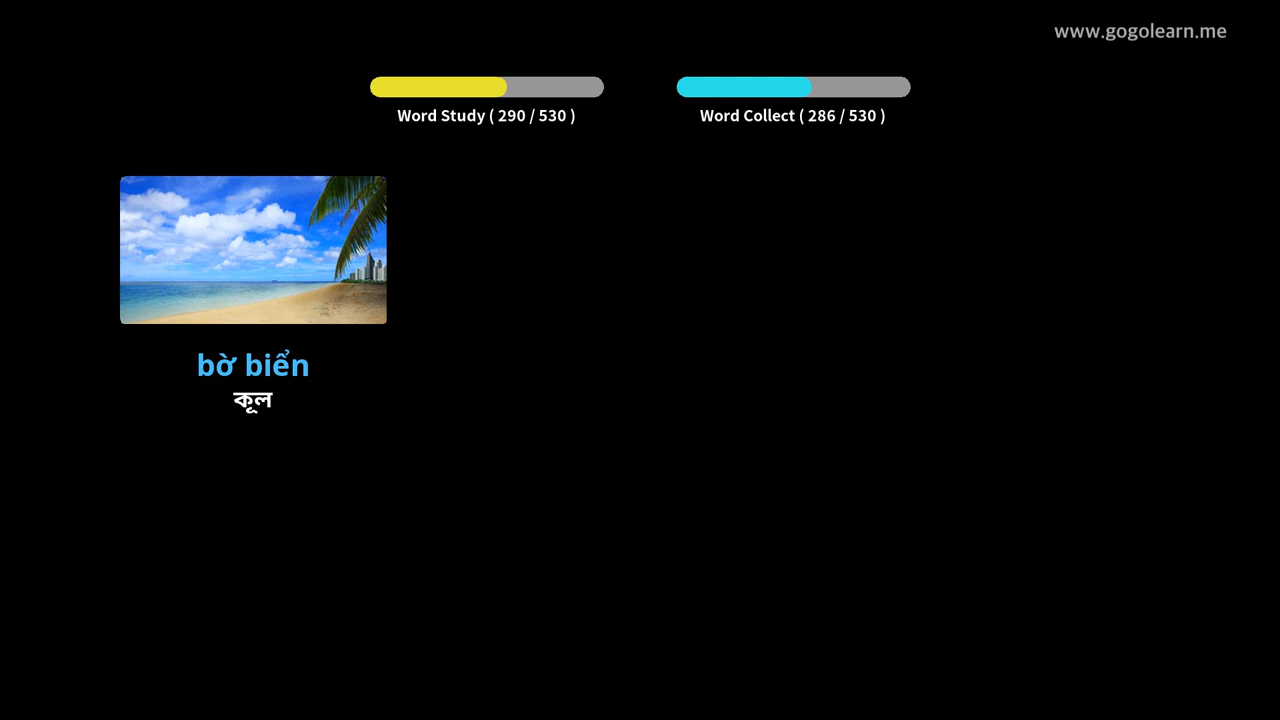 www.gogolearn.me
Word Study ( 290 / 530 )
Word Collect ( 286 / 530 )
bờ biển
কূল